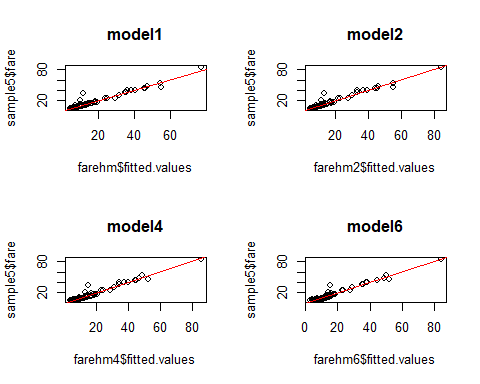 model1
sample5$fare
80
20
20 40 60
farehm$fitted.values
model2
sample5$fare
80
20
20 40 60 80
farehm2$fitted.values
model4
sample5$fare
80
20
20 40 60 80
farehm4$fitted.values
model6
sample5$fare
80
20
0 20 40 60 80
farehm6$fitted.values